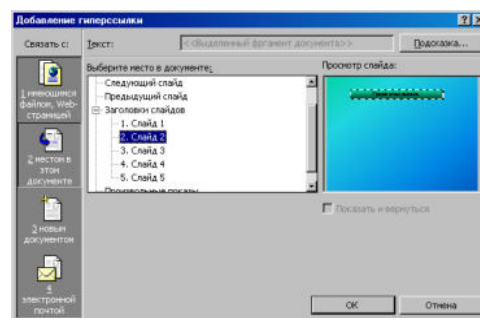 Добавление гиперссылки
Связать с:
Текст:
<<Выделенный фрагмент документа>>
Подсказка...
1 имеющимся
файлом, Web-
страницей
2 местом в
этом
документе
3 новым
документом
4
электронной
почтой
Выберите место в документе:
Следующий слайд
Предыдущий слайд
Заголовки слайдов
1. Слайд 1
2. Слайд 2
3. Слайд 3
4. Слайд 4
5. Слайд 5
Произвольные показы
Просмотр слайда:
Показать и вернуться
ОК
Отмена